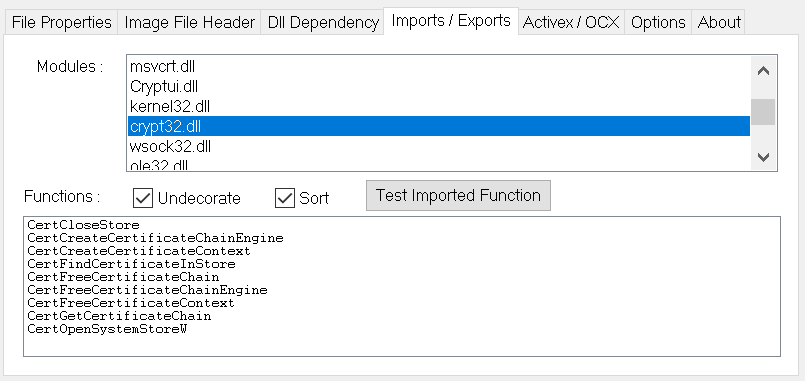 File Properties Image File Header Dll Dependency Imports / Exports Activex / OCX Options About
Modules :
msvcrt.dll
Cryptui.dll
kernel32.dll
crypt32.dll
wsock32.dll
ole32.dll
Functions : Undecorate Sort Test Imported Function
CertCloseStore
CertCreateCertificateChainEngine
CertCreateCertificateContext
CertFindCertificateInStore
CertFreeCertificateChain
CertFreeCertificateChainEngine
CertFreeCertificateContext
CertGetCertificateChain
CertOpenSystemStoreW